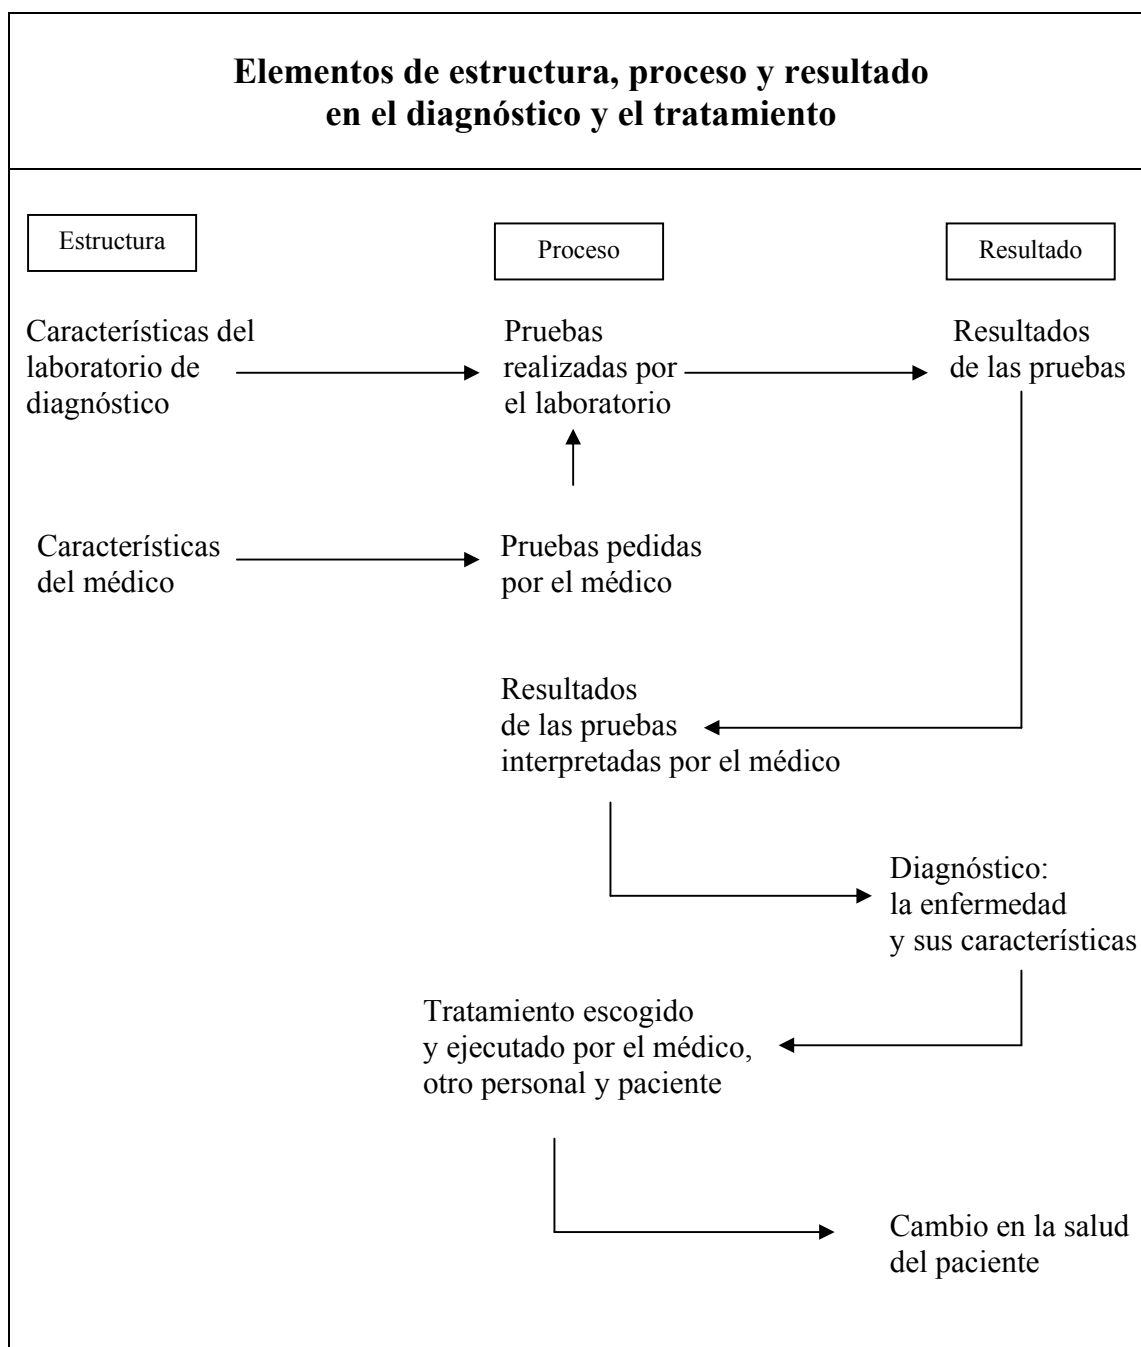 Elementos de estructura, proceso y resultado
en el diagnóstico y el tratamiento
Estructura
Proceso
Resultado
Características del
laboratorio de
diagnóstico
Pruebas
realizadas por
el laboratorio
Resultados
de las pruebas
Características
del médico
Pruebas pedidas
por el médico
Resultados
de las pruebas
interpretadas por el médico
Diagnóstico:
la enfermedad
y sus características
Tratamiento escogido
y ejecutado por el médico,
otro personal y paciente
Cambio en la salud
del paciente